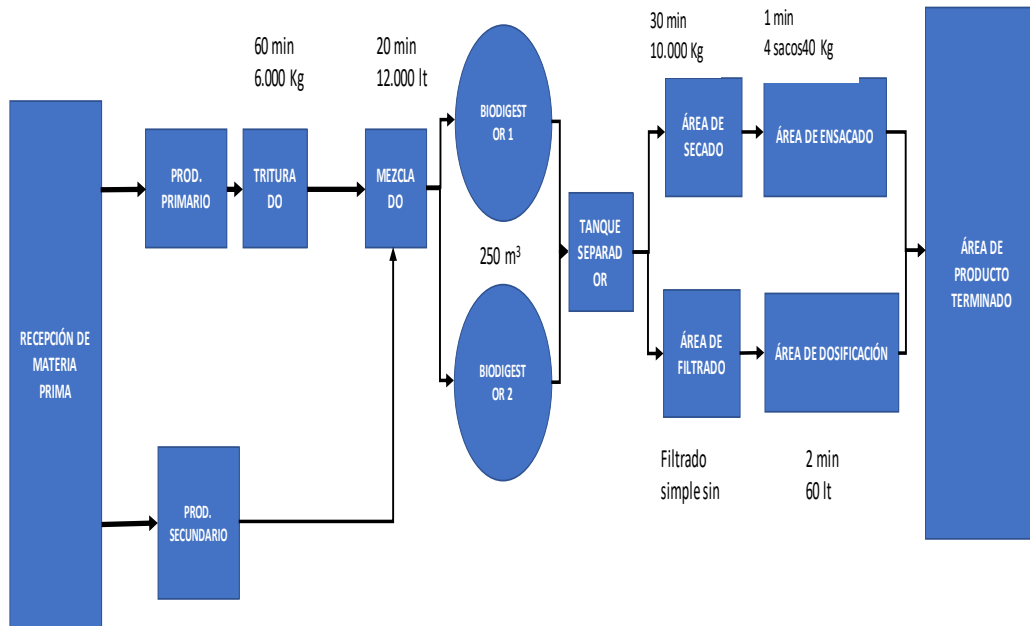 60 min
6.000 Kg
20 min
12.000 lt
30 min
10.000 Kg
1 min
4 sacos40 Kg
RECEPCIÓN DE
MATERIA
PRIMA
PROD.
PRIMARIO
TRITURA
DO
MEZCLA
DO
BIODIGEST
OR 1
250 m³
BIODIGEST
OR 2
TANQUE
SEPARAD
OR
ÁREA DE
SECADO
ÁREA DE ENSACADO
ÁREA DE
FILTRADO
ÁREA DE DOSIFICACIÓN
ÁREA DE
PRODUCTO
TERMINADO
PROD.
SECUNDARIO
Filtrado
simple sin
2 min
60 lt